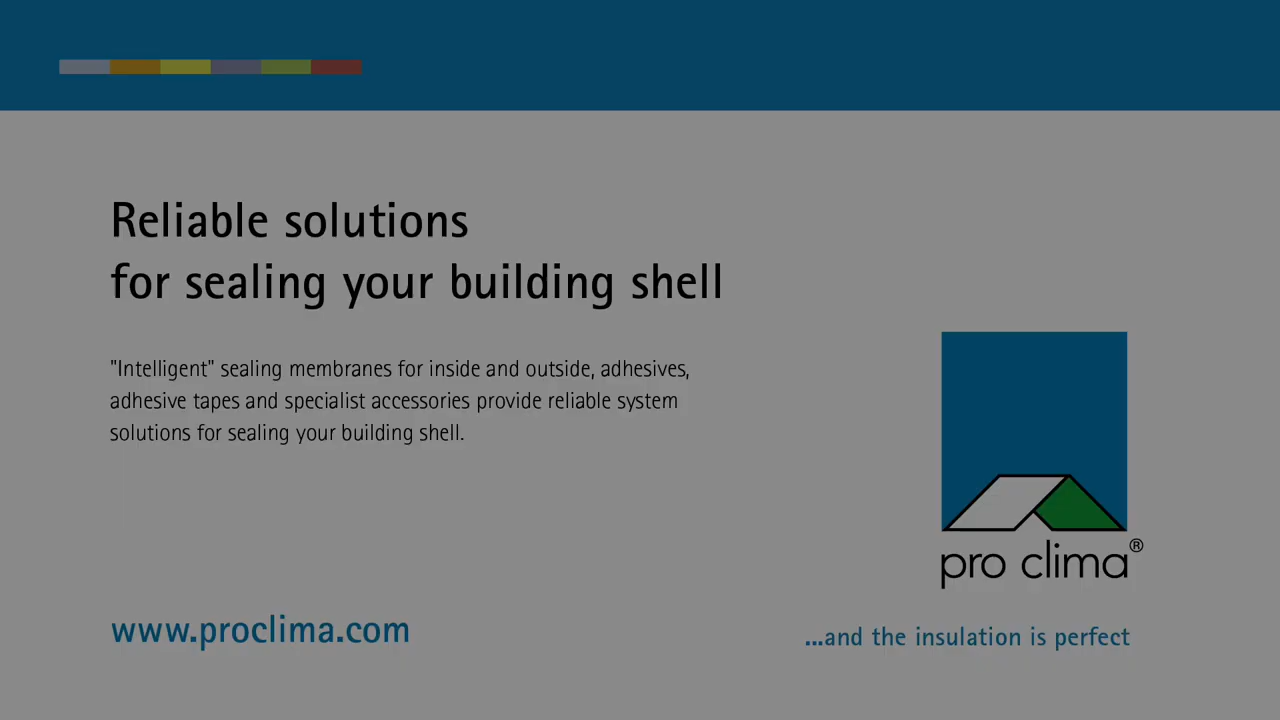 Reliable solutions
for sealing your building shell
"Intelligent" sealing membranes for inside and outside, adhesives,
adhesive tapes and specialist accessories provide reliable system
solutions for sealing your building shell.
pro clima®
www.proclima.com
...and the insulation is perfect